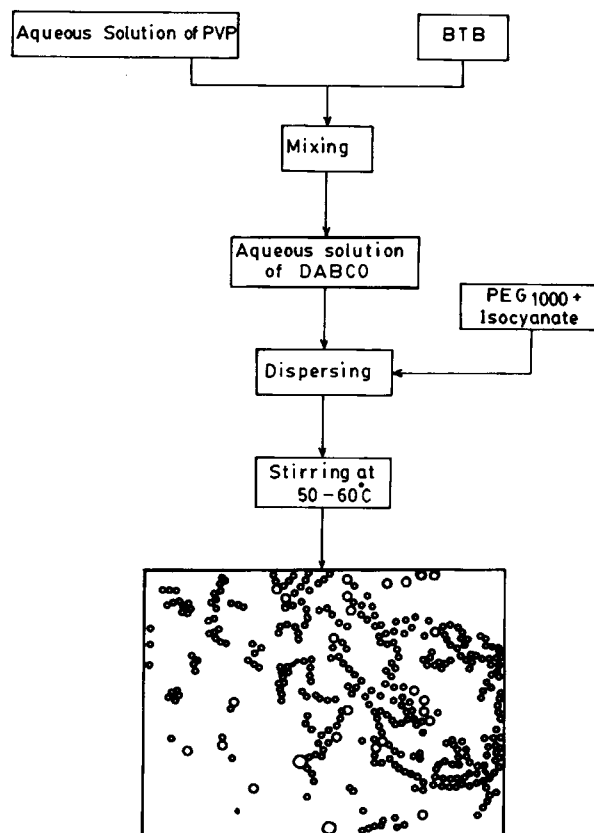 Aqueous Solution of PVP
BTB
Mixing
Aqueous solution
of DABCO
PEG 1000 +
Isocyanate
Dispersing
Stirring at
50-60°C